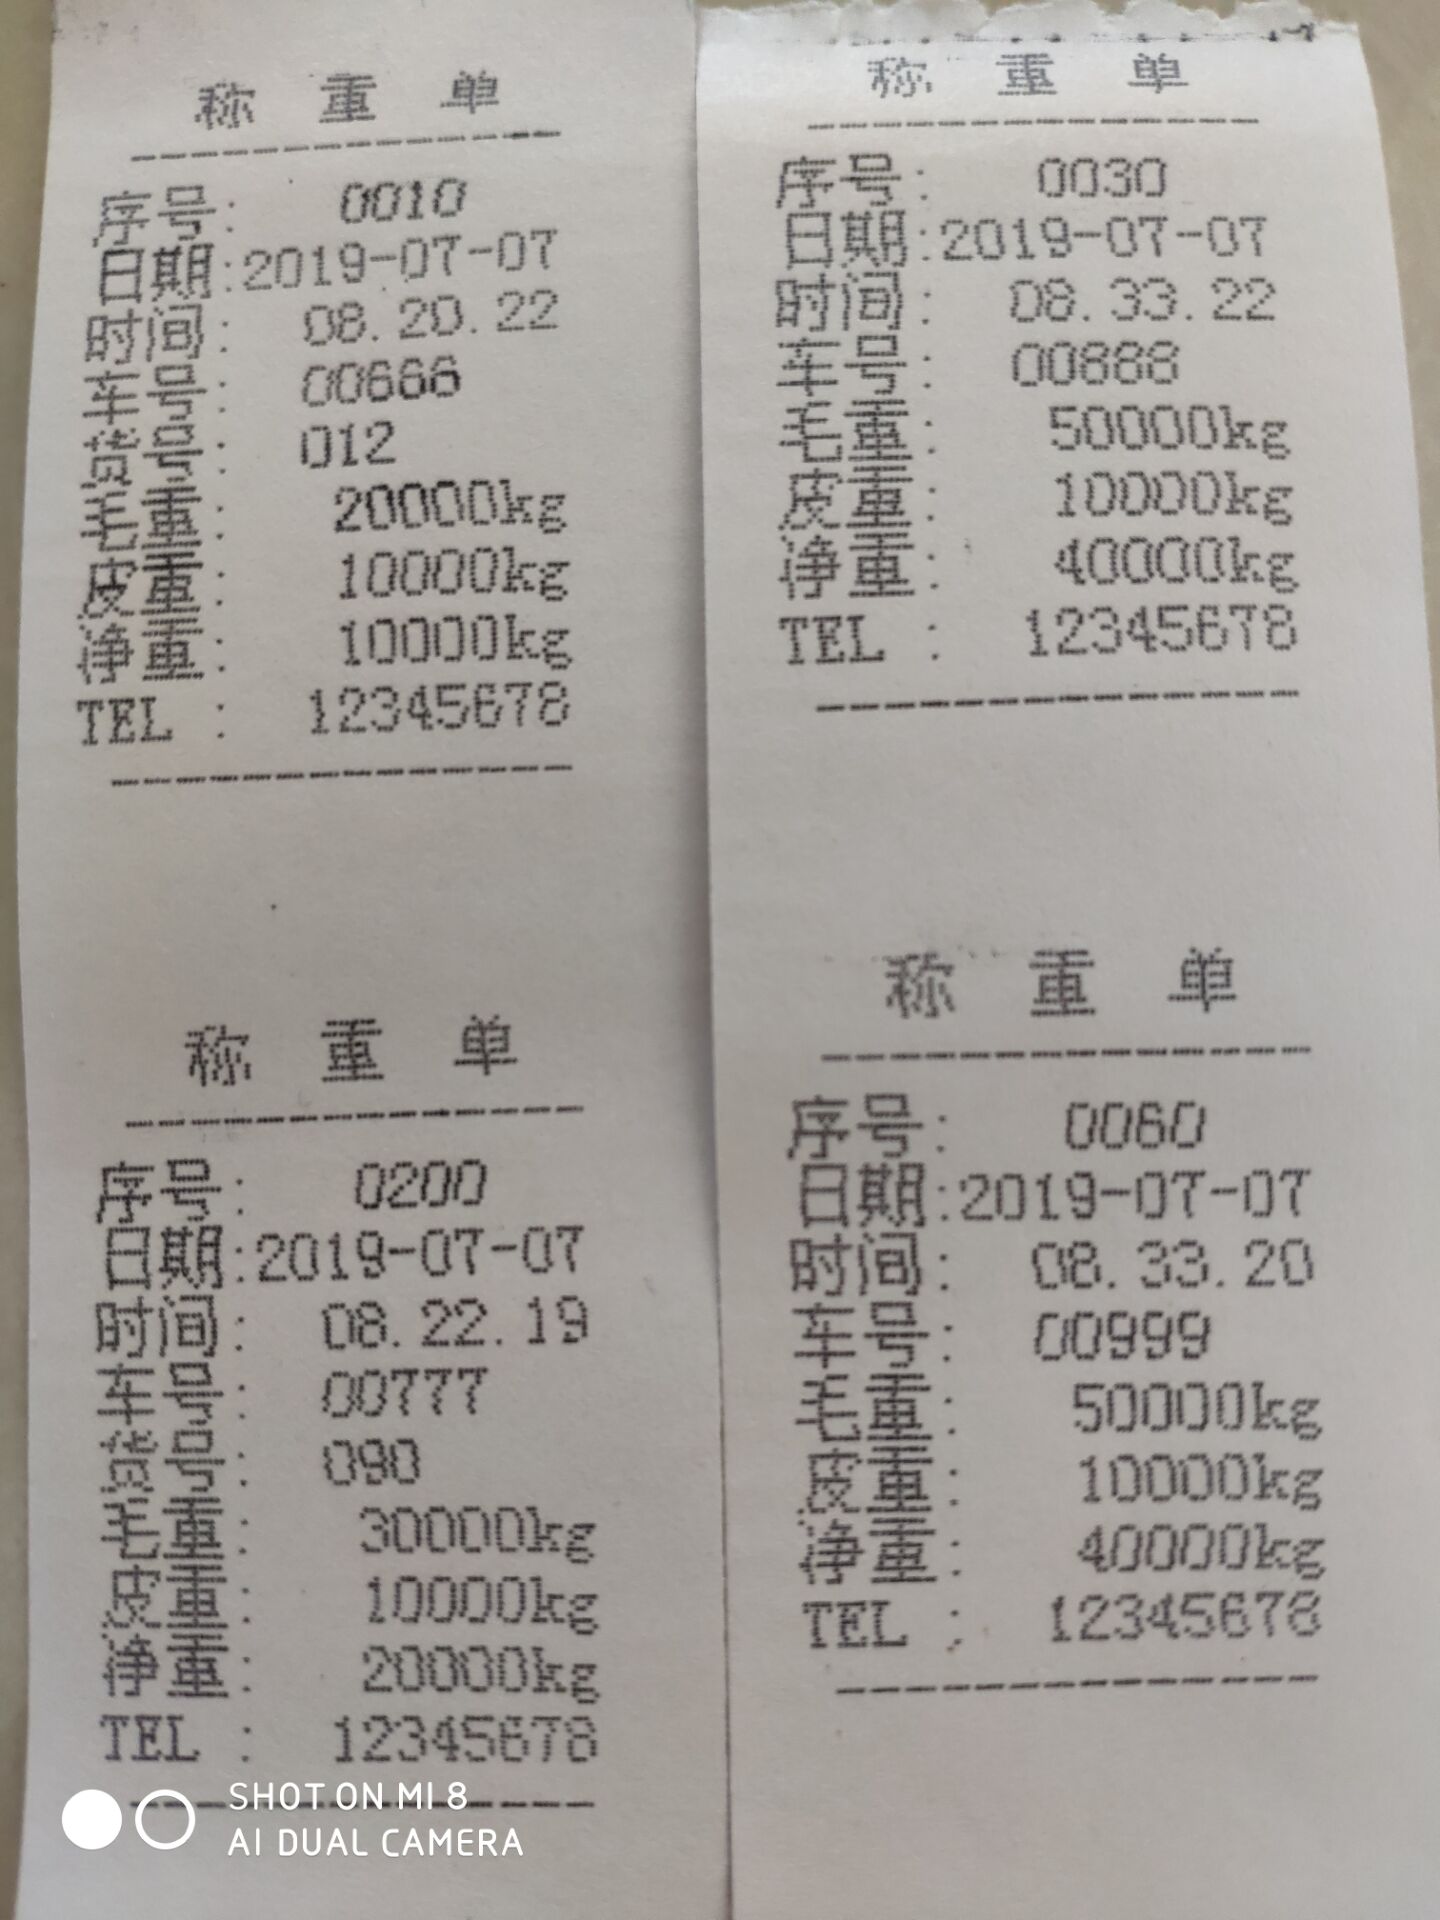 称 重 单
序号: 0010
日期:2019-07-07
时间: 08.20.22
车号: 00666
货号: 012
毛重: 20000kg
皮重: 10000kg
净重: 10000kg
TEL : 12345678
称 重 单
序号: 0200
日期:2019-07-07
时间: 08.22.19
车号: 00777
货号: 090
毛重: 30000kg
皮重: 10000kg
净重: 20000kg
TEL : 12345678
称 重 单
序号: 0030
日期:2019-07-07
时间: 08.33.22
车号: 00888
毛重: 50000kg
皮重: 10000kg
净重: 40000kg
TEL : 12345678
称 重 单
序号: 0060
日期:2019-07-07
时间: 08.33.20
车号: 00999
毛重: 50000kg
皮重: 10000kg
净重: 40000kg
TEL : 12345678
SHOT ON MI 8
AI DUAL CAMERA